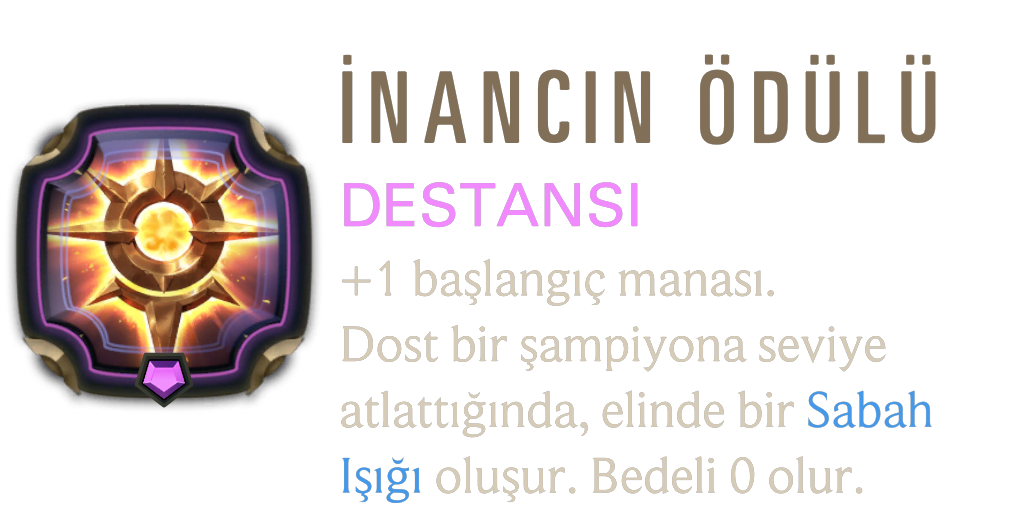 İNANCIN ÖDÜLÜ
DESTANSI
+1 başlangıç manası.
Dost bir şampiyona seviye
atlattığında, elinde bir Sabah
Işığı oluşur. Bedeli 0 olur.